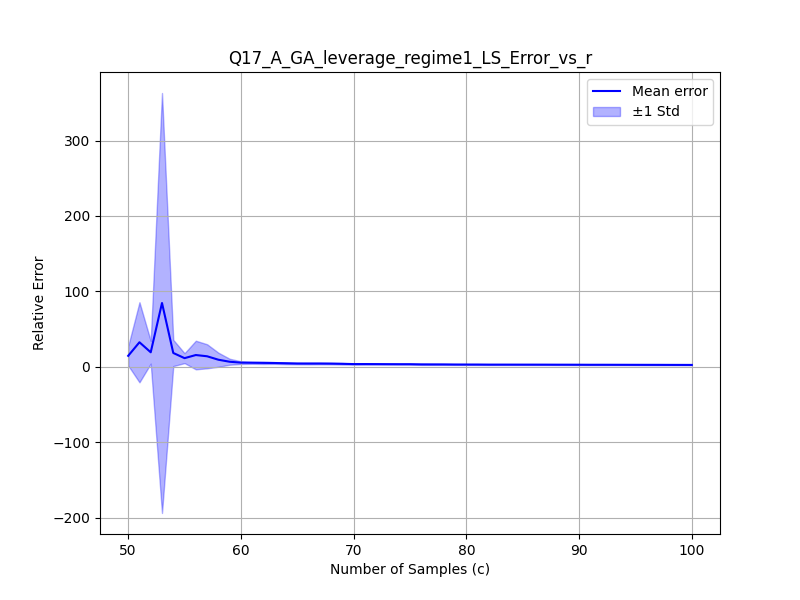 Q17_A_GA_leverage_regime1_LS_Error_vs_r
Mean error
±1 Std
300
200
100
0
−100
−200
Relative Error
50
60
70
80
90
100
Number of Samples (c)